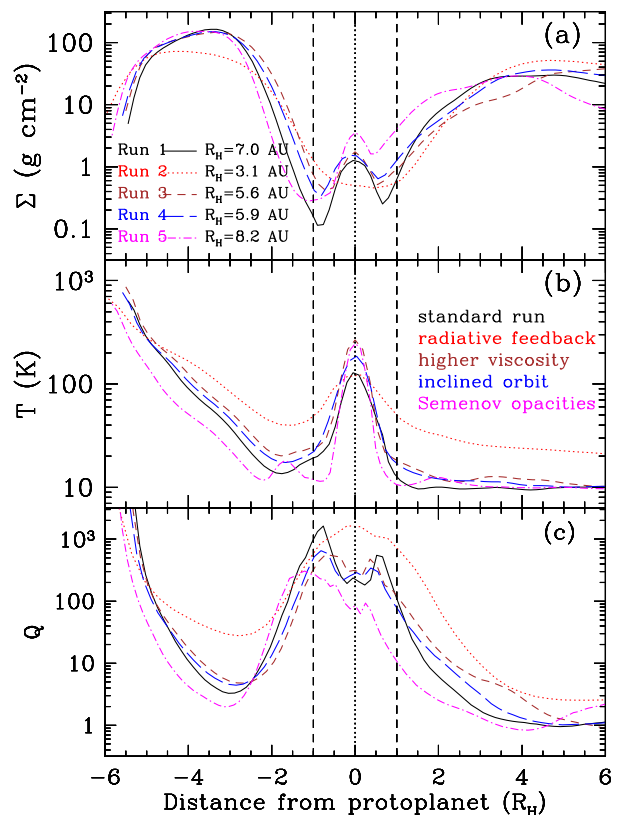 (a)
100
10
1
0.1
Σ (g cm⁻²)
Run 1 R_H=7.0 AU
Run 2 R_H=3.1 AU
Run 3 R_H=5.6 AU
Run 4 R_H=5.9 AU
Run 5 R_H=8.2 AU
(b)
10³
100
10
T (K)
standard run
radiative feedback
higher viscosity
inclined orbit
Semenov opacities
(c)
10³
100
10
1
Q
−6 −4 −2 0 2 4 6
Distance from protoplanet (R_H)